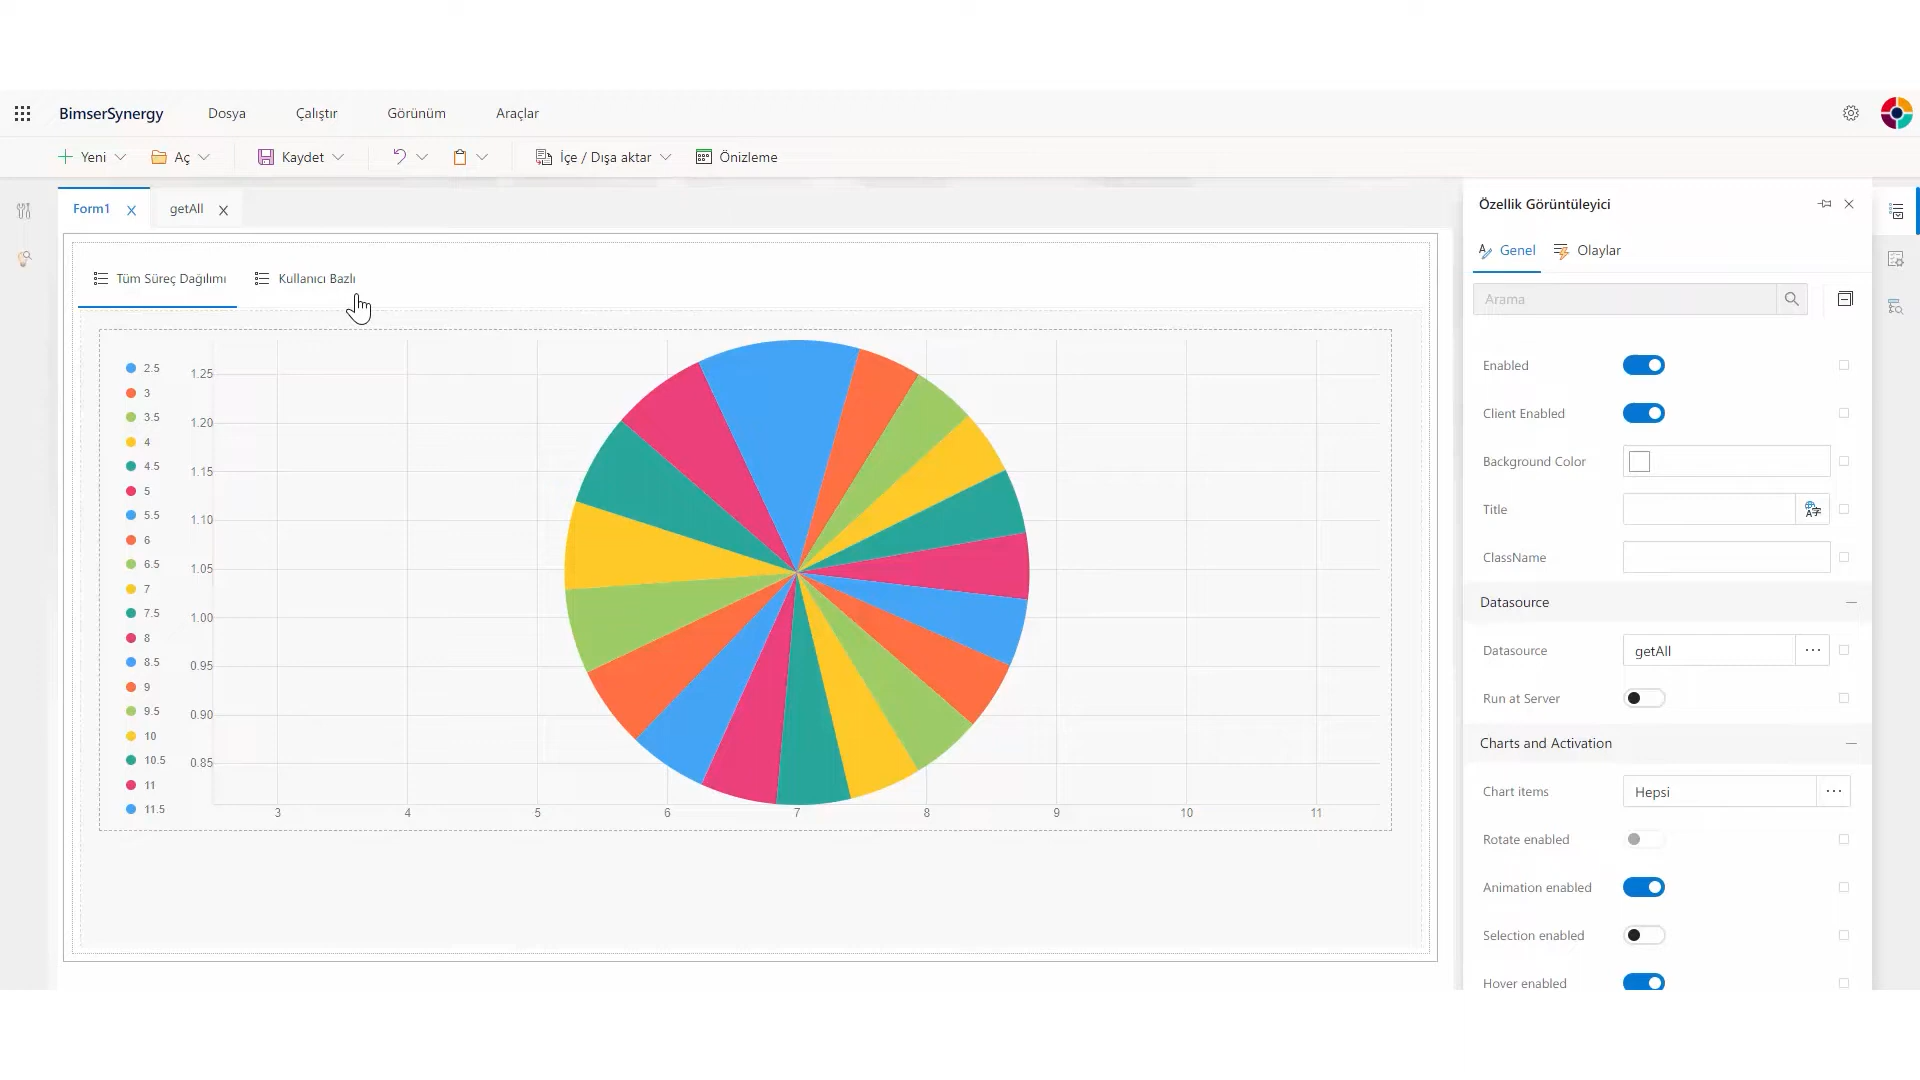 BimserSynergy Dosya Çalıştır Görünüm Araçlar
Yeni Aç Kaydet İçe / Dışa aktar Önizleme
Form1 getAll
Tüm Süreç Dağılımı Kullanıcı Bazlı
2.5
3
3.5
4
4.5
5
5.5
6
6.5
7
7.5
8
8.5
9
9.5
10
10.5
11
11.5
1.25
1.20
1.15
1.10
1.05
1.00
0.95
0.90
0.85
3 4 5 6 7 8 9 10 11
Özellik Görüntüleyici
Genel Olaylar
Arama
Enabled
Client Enabled
Background Color
Title
ClassName
Datasource
Datasource getAll
Run at Server
Charts and Activation
Chart items Hepsi
Rotate enabled
Animation enabled
Selection enabled
Hover enabled